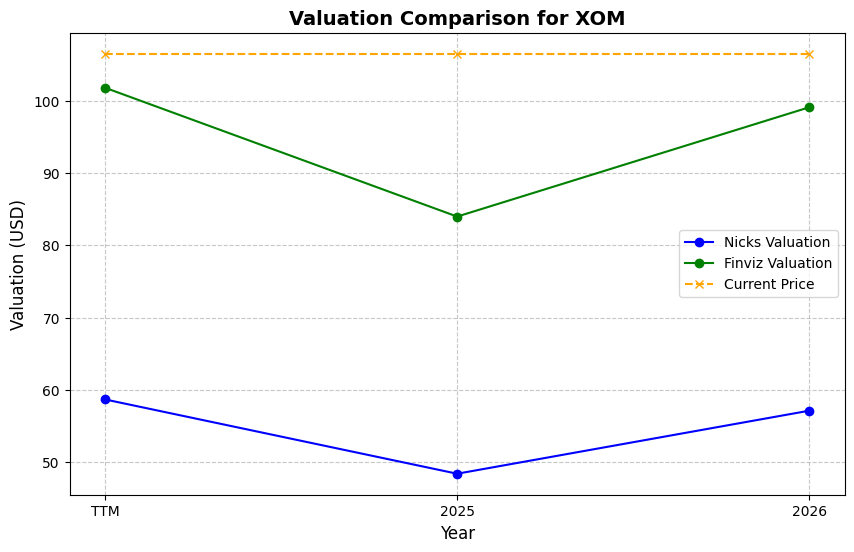 Valuation Comparison for XOM
Valuation (USD)
100
90
80
70
60
50
Nicks Valuation
Finviz Valuation
Current Price
TTM 2025 2026
Year